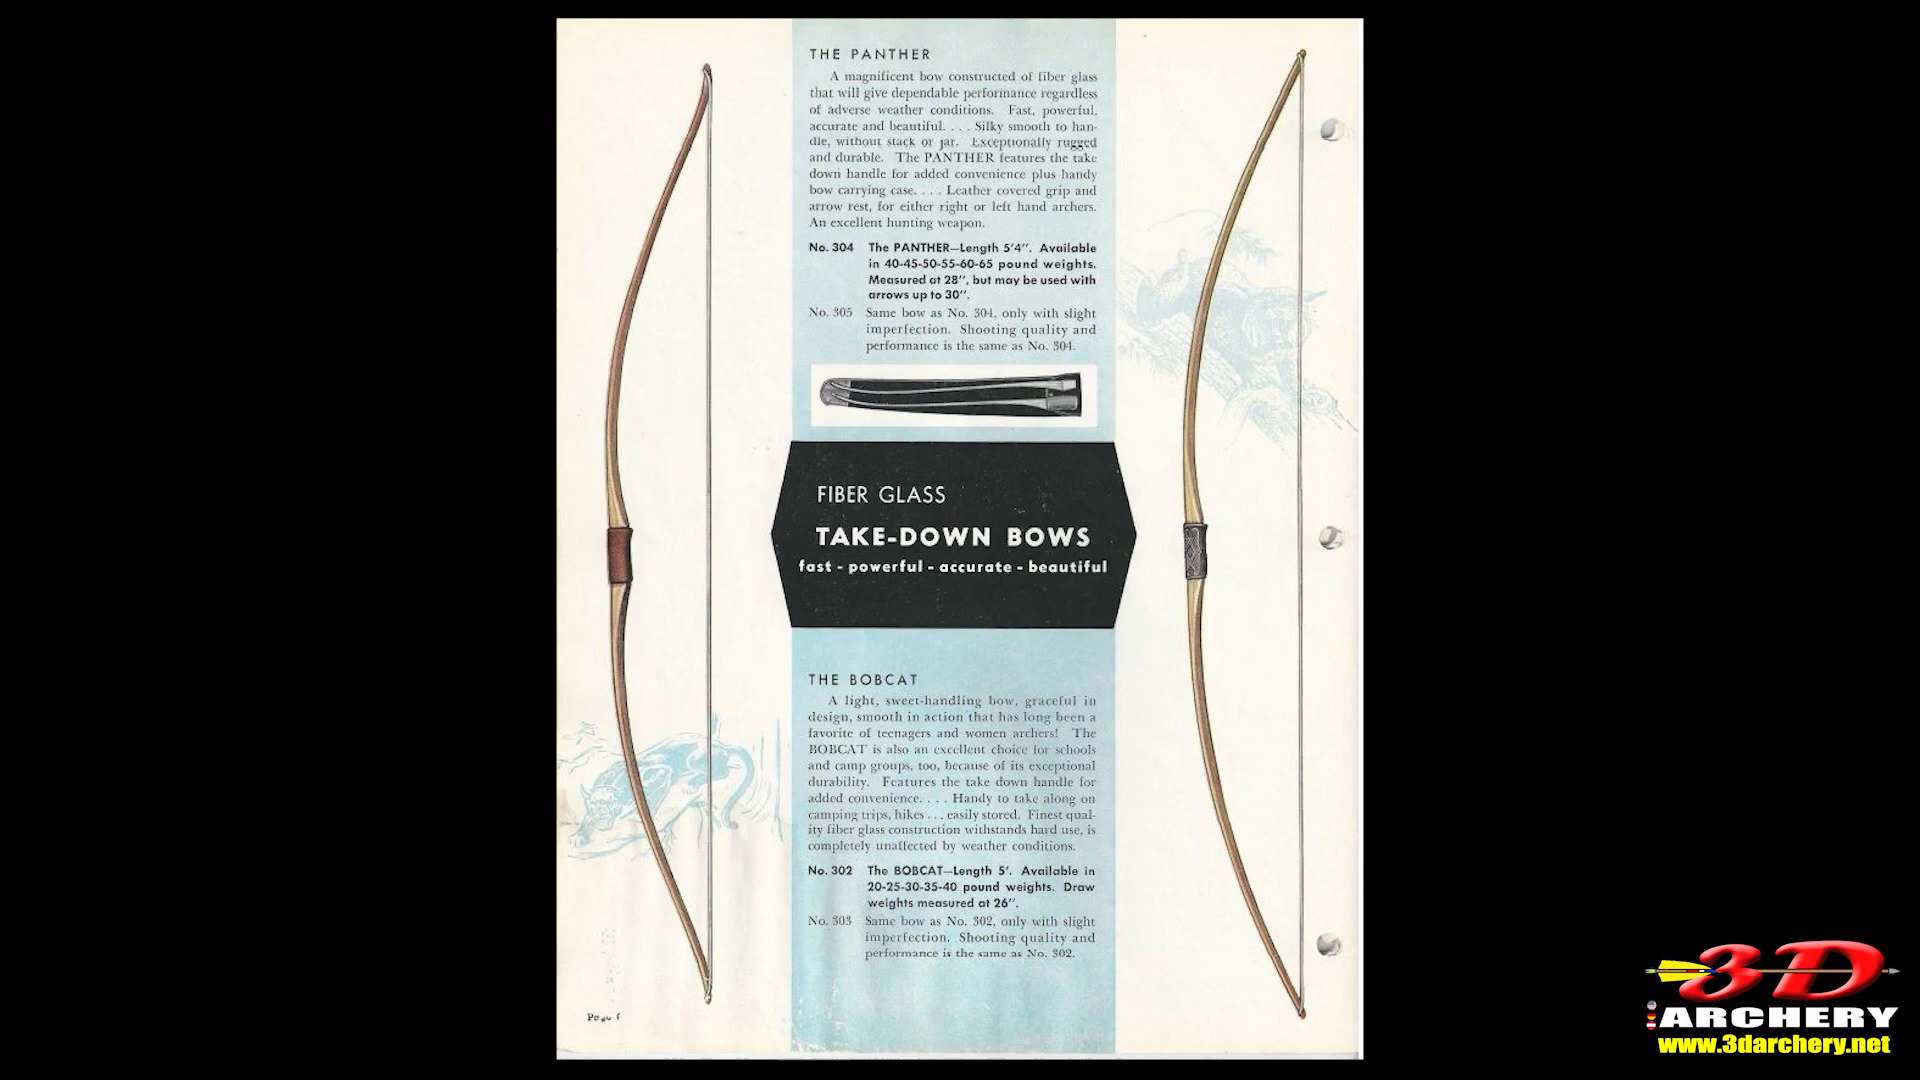 THE PANTHER
A magnificent bow constructed of fiber glass
that will give dependable performance regardless
of adverse weather conditions. Fast, powerful,
accurate and beautiful. . . . Silky smooth to han-
dle, without stack or jar. Exceptionally rugged
and durable. The PANTHER features the take
down handle for added convenience plus handy
bow carrying case. . . . Leather covered grip and
arrow rest, for either right or left hand archers.
An excellent hunting weapon.
No. 304 The PANTHER—Length 5'4". Available
in 40-45-50-55-60-65 pound weights.
Measured at 28", but may be used with
arrows up to 30".
No. 305 Same bow as No. 304, only with slight
imperfection. Shooting quality and
performance is the same as No. 304.
FIBER GLASS
TAKE-DOWN BOWS
fast - powerful - accurate - beautiful
THE BOBCAT
A light, sweet-handling bow, graceful in
design, smooth in action that has long been a
favorite of teenagers and women archers! The
BOBCAT is also an excellent choice for schools
and camp groups, too, because of its exceptional
durability. Features the take down handle for
added convenience. . . . Handy to take along on
camping trips, hikes . . . easily stored. Finest qual-
ity fiber glass construction withstands hard use, is
completely unaffected by weather conditions.
No. 302 The BOBCAT—Length 5'. Available in
20-25-30-35-40 pound weights. Draw
weights measured at 26".
No. 303 Same bow as No. 302, only with slight
imperfection. Shooting quality and
performance is the same as No. 302.
Page
3D
ARCHERY
www.3darchery.net